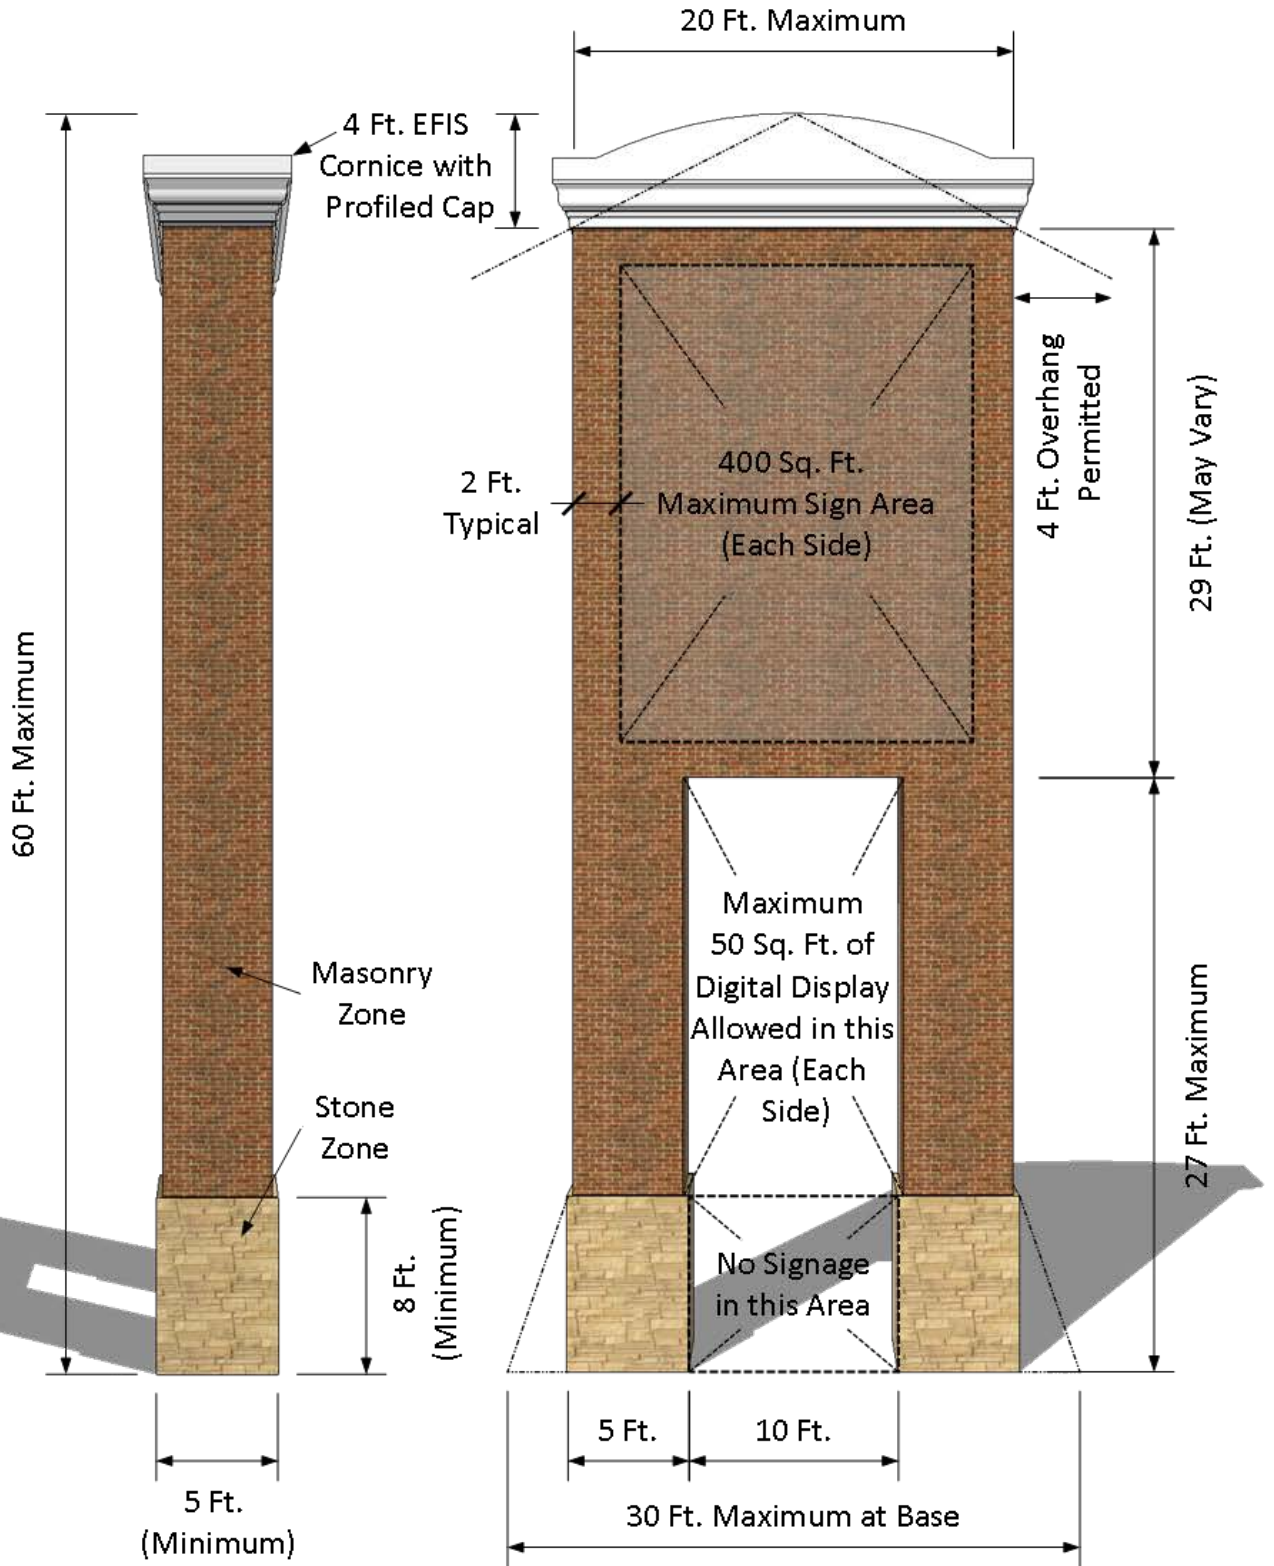 20 Ft. Maximum
4 Ft. EFIS
Cornice with
Profiled Cap
60 Ft. Maximum
2 Ft.
Typical
400 Sq. Ft.
Maximum Sign Area
(Each Side)
4 Ft. Overhang
Permitted
29 Ft. (May Vary)
Maximum
50 Sq. Ft. of
Digital Display
Allowed in this
Area (Each
Side)
Masonry
Zone
Stone
Zone
27 Ft. Maximum
8 Ft.
(Minimum)
No Signage
in this Area
5 Ft.
(Minimum)
5 Ft.
10 Ft.
30 Ft. Maximum at Base